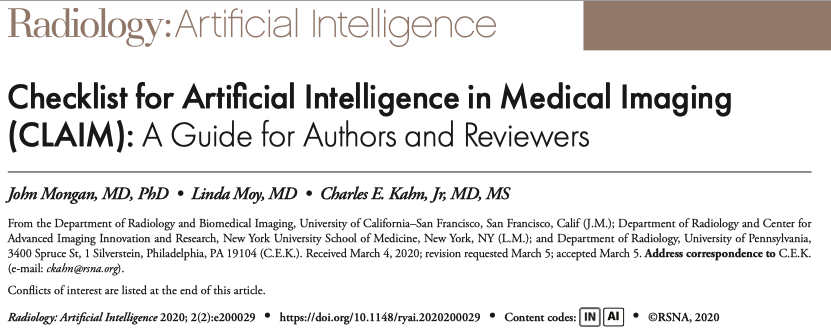 Radiology: Artificial Intelligence
Checklist for Artificial Intelligence in Medical Imaging
(CLAIM): A Guide for Authors and Reviewers
John Mongan, MD, PhD • Linda Moy, MD • Charles E. Kahn, Jr, MD, MS
From the Department of Radiology and Biomedical Imaging, University of California–San Francisco, San Francisco, Calif (J.M.); Department of Radiology and Center for
Advanced Imaging Innovation and Research, New York University School of Medicine, New York, NY (L.M.); and Department of Radiology, University of Pennsylvania,
3400 Spruce St, 1 Silverstein, Philadelphia, PA 19104 (C.E.K.). Received March 4, 2020; revision requested March 5; accepted March 5. Address correspondence to C.E.K.
(e-mail: ckahn@rsna.org).
Conflicts of interest are listed at the end of this article.
Radiology: Artificial Intelligence 2020; 2(2):e200029 • https://doi.org/10.1148/ryai.2020200029 • Content codes: IN AI • ©RSNA, 2020